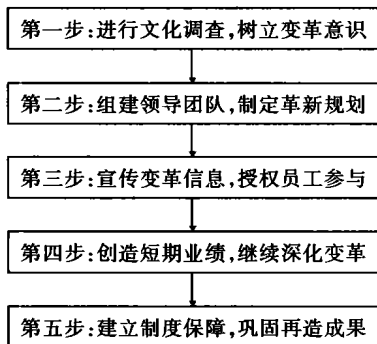 第一步:进行文化调查,树立变革意识
第二步:组建领导团队,制定革新规划
第三步:宣传变革信息,授权员工参与
第四步:创造短期业绩,继续深化变革
第五步:建立制度保障,巩固再造成果